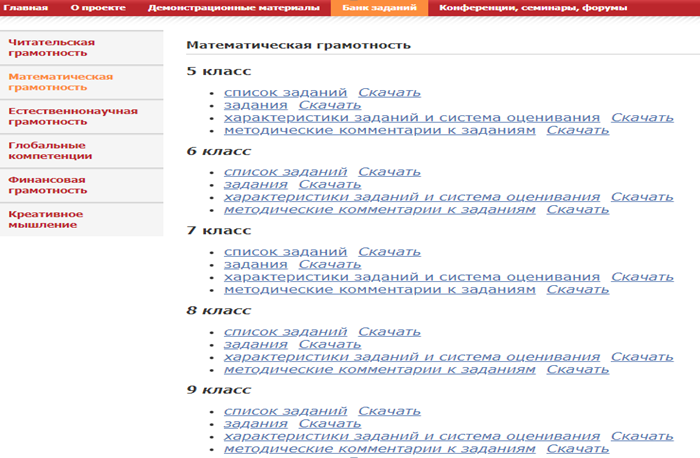 Главная О проекте Демонстрационные материалы Банк заданий Конференции, семинары, форумы
Читательская
грамотность
Математическая
грамотность
Естественнонаучная
грамотность
Глобальные
компетенции
Финансовая
грамотность
Креативное
мышление
Математическая грамотность
5 класс
• список заданий Скачать
• задания Скачать
• характеристики заданий и система оценивания Скачать
• методические комментарии к заданиям Скачать
6 класс
• список заданий Скачать
• задания Скачать
• характеристики заданий и система оценивания Скачать
• методические комментарии к заданиям Скачать
7 класс
• список заданий Скачать
• задания Скачать
• характеристики заданий и система оценивания Скачать
• методические комментарии к заданиям Скачать
8 класс
• список заданий Скачать
• задания Скачать
• характеристики заданий и система оценивания Скачать
• методические комментарии к заданиям Скачать
9 класс
• список заданий Скачать
• задания Скачать
• характеристики заданий и система оценивания Скачать
• методические комментарии к заданиям Скачать